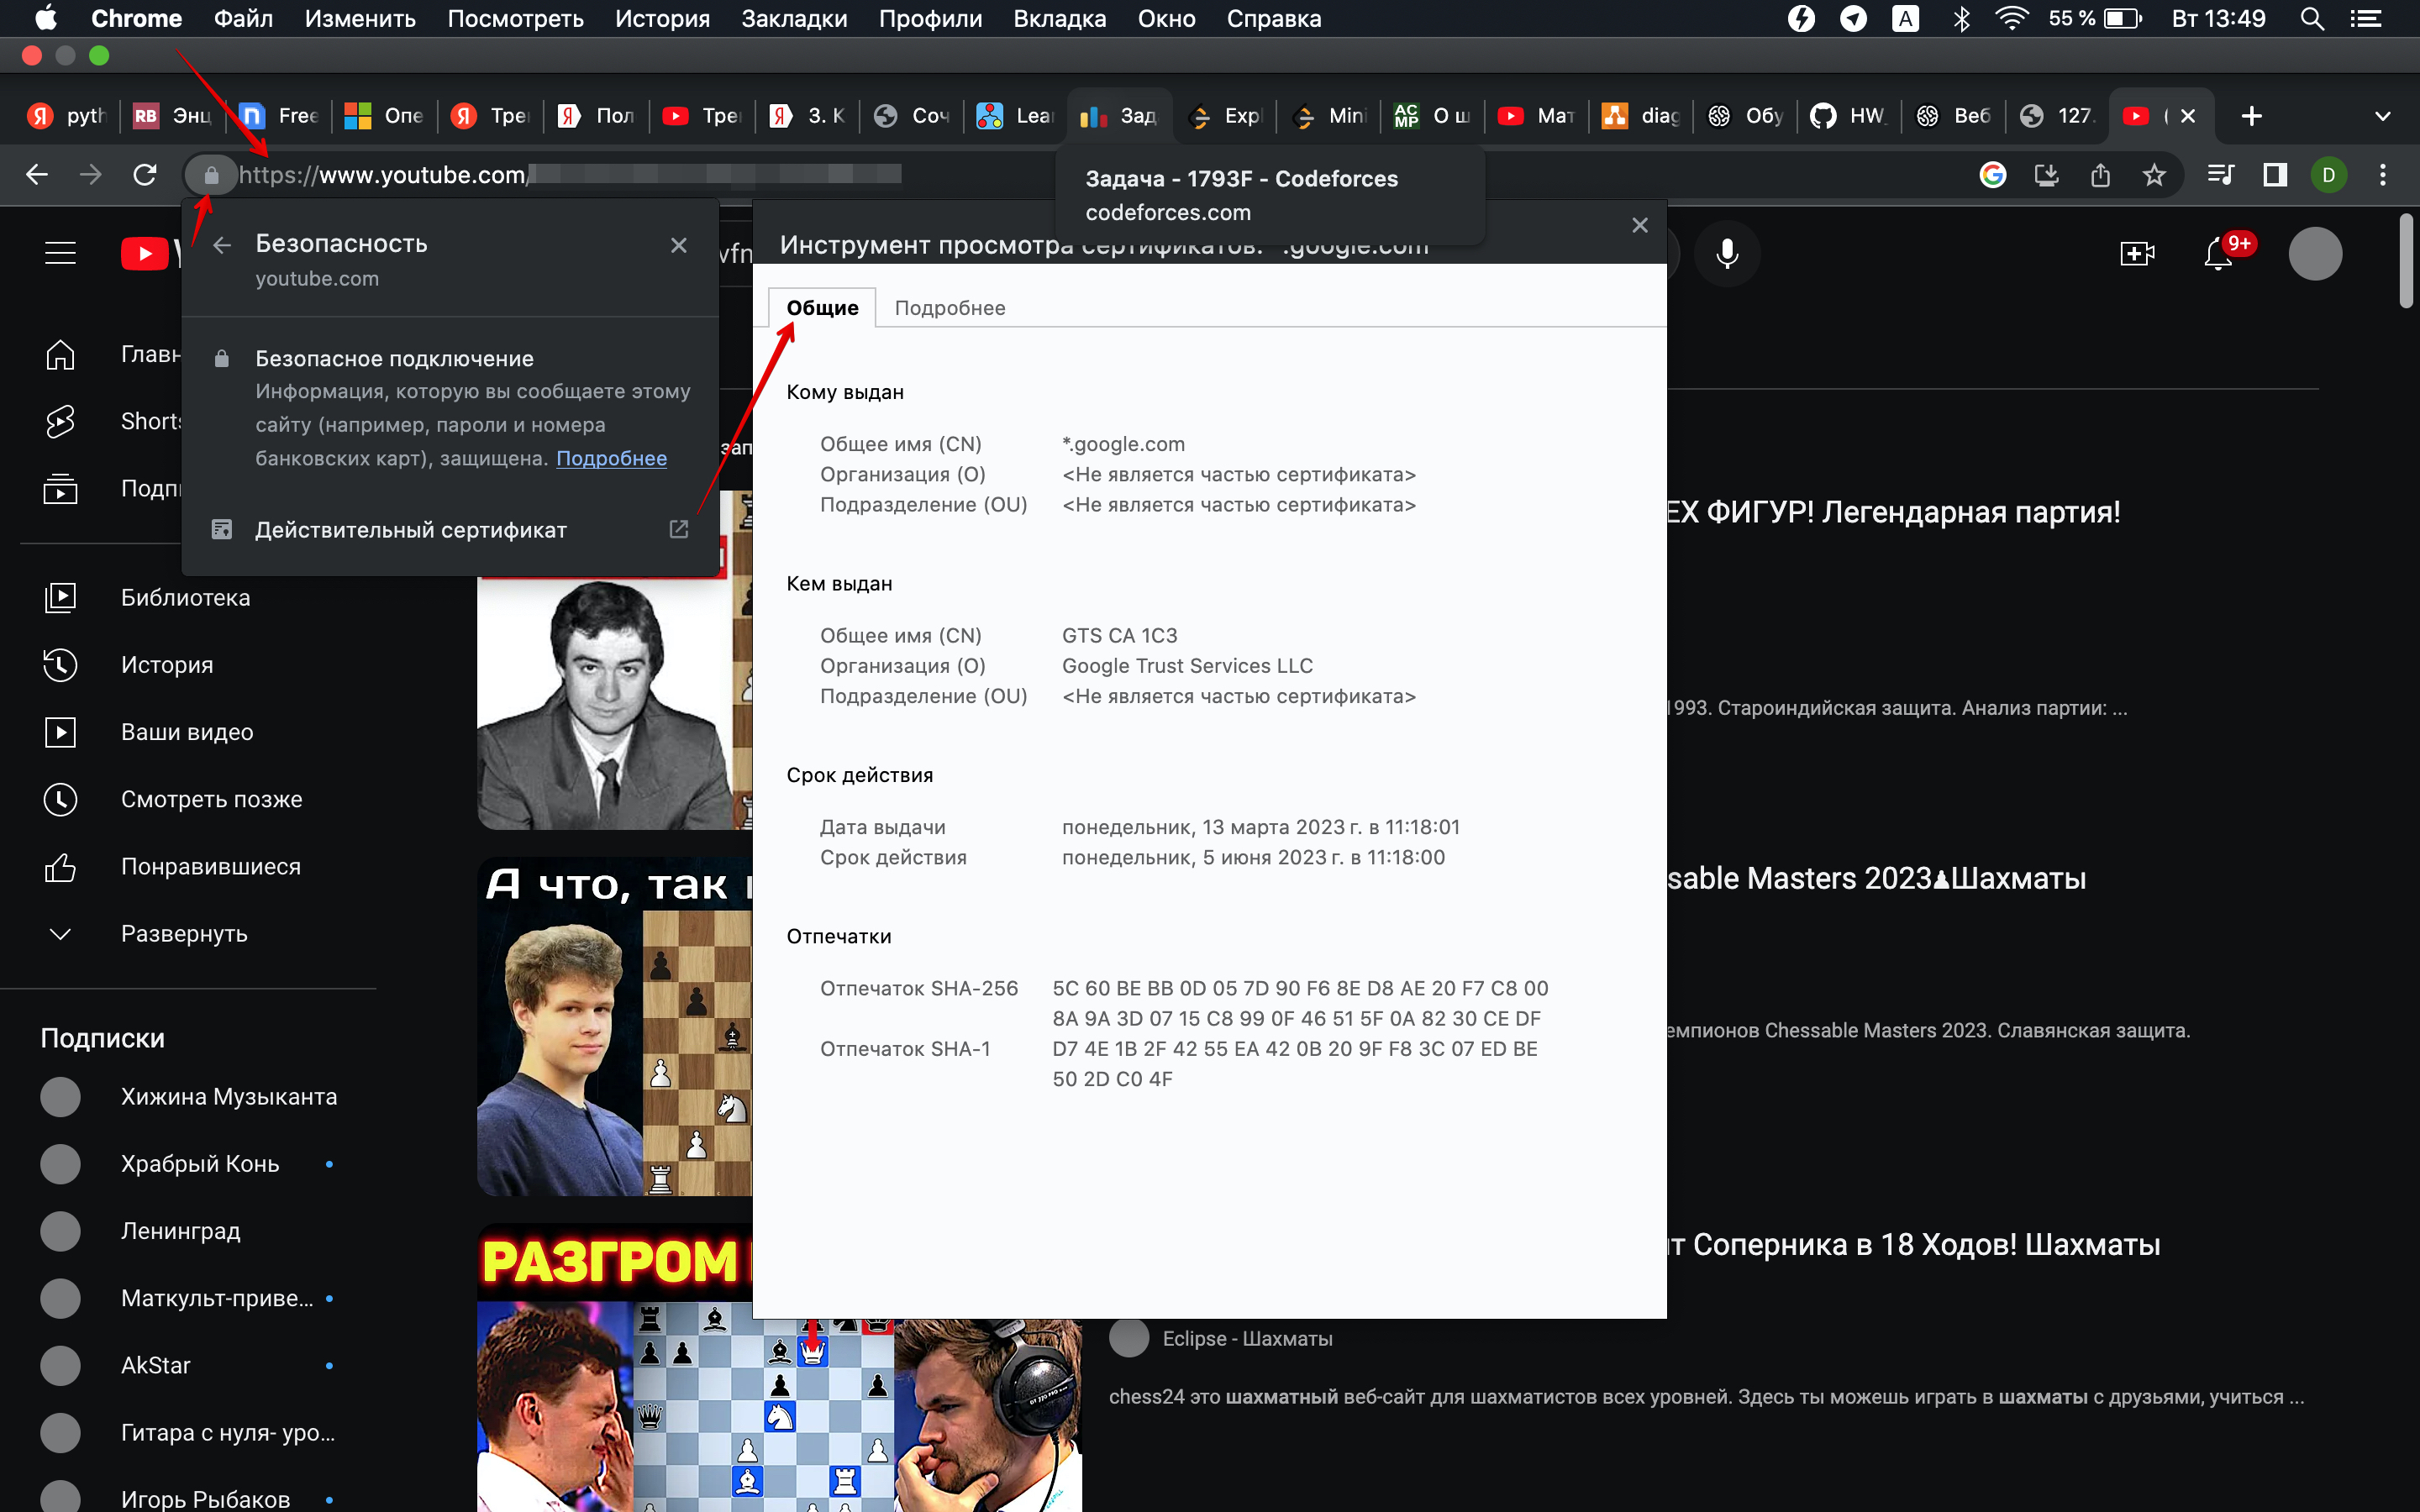 Chrome Файл Изменить Посмотреть История Закладки Профили Вкладка Окно Справка A 55 % Вт 13:49
pyth RB Энц Free Опе Тре Пол Тре 3. К Соч Lea Зад Exp Mini ACMP О ш Мат diag Обу HW_ Веб 127.
https://www.youtube.com/ D
Задача - 1793F - Codeforces
codeforces.com
Безопасность
youtube.com
Безопасное подключение
Информация, которую вы сообщаете этому
сайту (например, пароли и номера
банковских карт), защищена. Подробнее
Действительный сертификат
Инструмент просмотра сертификатов: *.google.com
Общие Подробнее
Кому выдан
Общее имя (CN) *.google.com
Организация (O) <Не является частью сертификата>
Подразделение (OU) <Не является частью сертификата>
Кем выдан
Общее имя (CN) GTS CA 1C3
Организация (O) Google Trust Services LLC
Подразделение (OU) <Не является частью сертификата>
Срок действия
Дата выдачи понедельник, 13 марта 2023 г. в 11:18:01
Срок действия понедельник, 5 июня 2023 г. в 11:18:00
Отпечатки
Отпечаток SHA-256 5C 60 BE BB 0D 05 7D 90 F6 8E D8 AE 20 F7 C8 00
8A 9A 3D 07 15 C8 99 0F 46 51 5F 0A 82 30 CE DF
Отпечаток SHA-1 D7 4E 1B 2F 42 55 EA 42 0B 20 9F F8 3C 07 ED BE
50 2D C0 4F
9+
Главн
Shorts
Подпи
Библиотека
История
Ваши видео
Смотреть позже
Понравившиеся
Развернуть
Подписки
Хижина Музыканта
Храбрый Конь
Ленинград
Маткульт-приве...
AkStar
Гитара с нуля- уро...
Игорь Рыбаков
зап
ЕХ ФИГУР! Легендарная партия!
1993. Староиндийская защита. Анализ партии: ...
А что, так
sable Masters 2023♟Шахматы
емпионов Chessable Masters 2023. Славянская защита.
РАЗГРОМ
т Соперника в 18 Ходов! Шахматы
Eclipse - Шахматы
chess24 это шахматный веб-сайт для шахматистов всех уровней. Здесь ты можешь играть в шахматы с друзьями, учиться ...